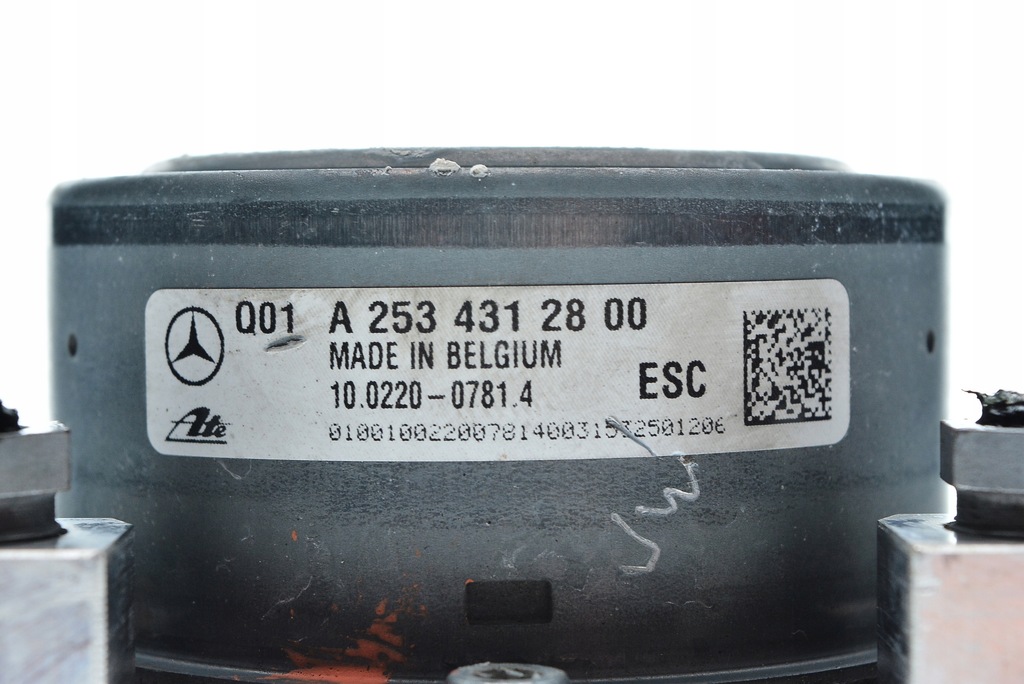 Q01 A 253 431 28 00
MADE IN BELGIUM
10.0220-0781.4
ESC
Ate